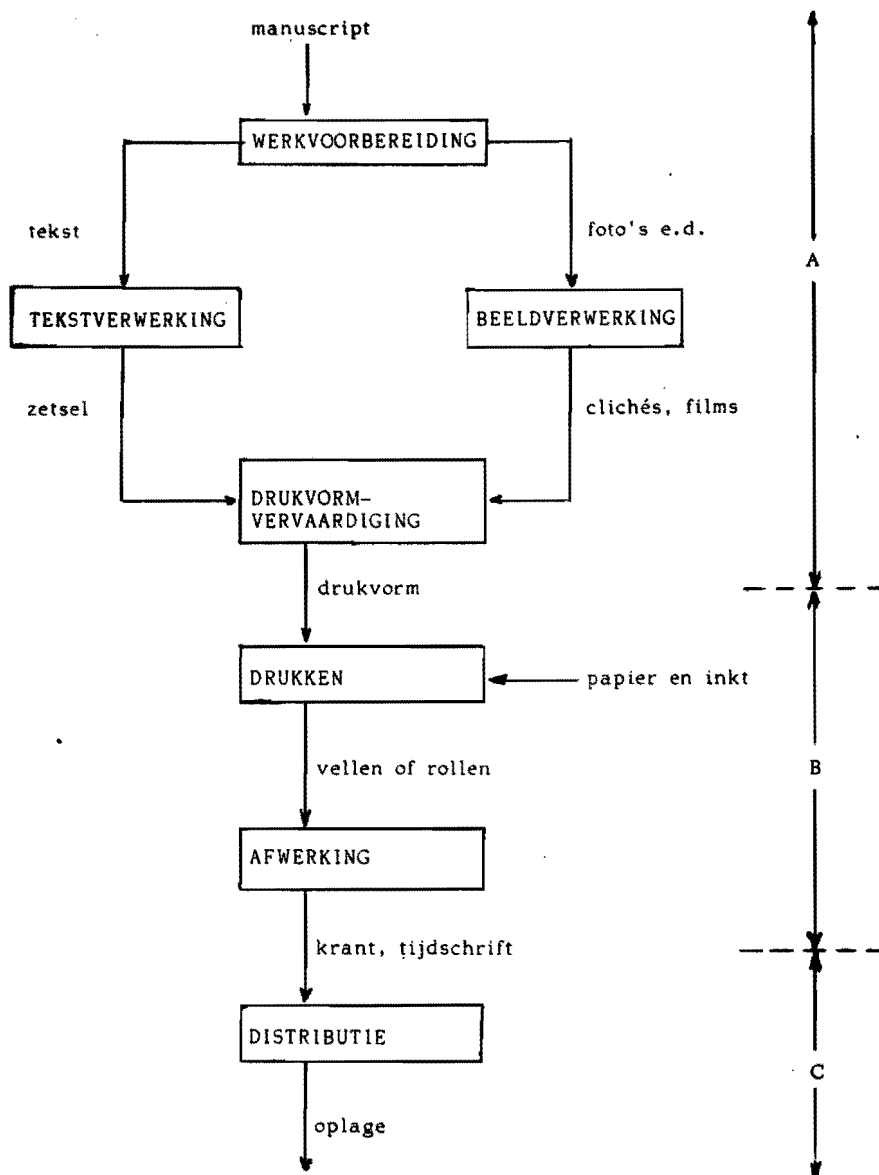 manuscript
WERKVOORBEREIDING
tekst
foto's e.d.
A
TEKSTVERWERKING
BEELDVERWERKING
zetsel
clichés, films
DRUKVORM-
VERVAARDIGING
drukvorm
DRUKKEN
papier en inkt
vellen of rollen
B
AFWERKING
krant, tijdschrift
DISTRIBUTIE
C
oplage